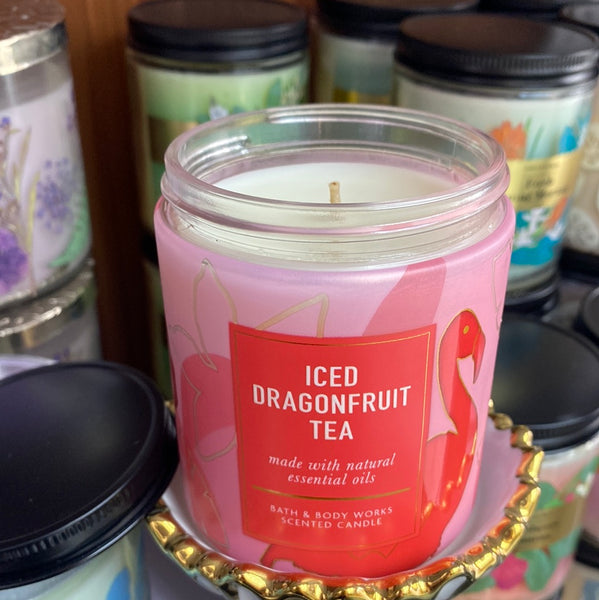 ICED
DRAGONFRUIT
TEA
made with natural
essential oils
BATH & BODY WORKS
SCENTED CANDLE